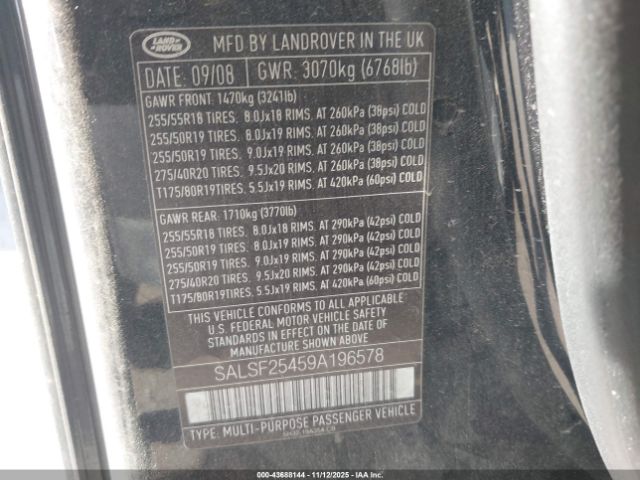 LAND ROVER
MFD BY LANDROVER IN THE UK
DATE: 09/08 GWR: 3070kg (6768lb)
GAWR FRONT: 1470kg (3241lb)
255/55R18 TIRES, 8.0Jx18 RIMS, AT 260kPa (38psi) COLD
255/50R19 TIRES, 8.0Jx19 RIMS, AT 260kPa (38psi) COLD
255/50R19 TIRES, 9.0Jx19 RIMS, AT 260kPa (38psi) COLD
275/40R20 TIRES, 9.5Jx20 RIMS, AT 260kPa (38psi) COLD
T175/80R19TIRES, 5.5Jx19 RIMS, AT 420kPa (60psi) COLD
GAWR REAR: 1710kg (3770lb)
255/55R18 TIRES, 8.0Jx18 RIMS, AT 290kPa (42psi) COLD
255/50R19 TIRES, 8.0Jx19 RIMS, AT 290kPa (42psi) COLD
255/50R19 TIRES, 9.0Jx19 RIMS, AT 290kPa (42psi) COLD
275/40R20 TIRES, 9.5Jx20 RIMS, AT 290kPa (42psi) COLD
T175/80R19TIRES, 5.5Jx19 RIMS, AT 420kPa (60psi) COLD
THIS VEHICLE CONFORMS TO ALL APPLICABLE
U.S. FEDERAL MOTOR VEHICLE SAFETY
AND THEFT PREVENTION STANDARDS IN
EFFECT ON THE DATE OF MANUFACTURE
SHOWN ABOVE.
SALSF25459A196578
TYPE: MULTI-PURPOSE PASSENGER VEHICLE
000-43688144 - 11/12/2025 - IAAI.COM